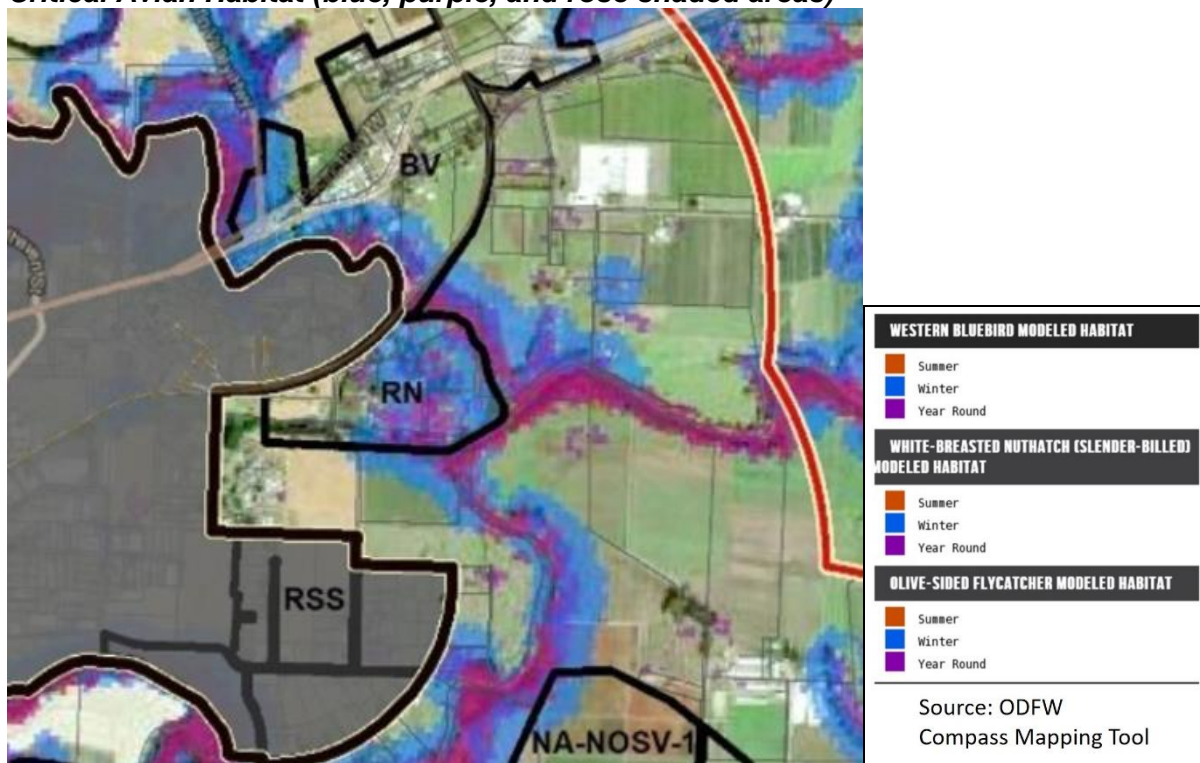 Critical Avian Habitat (blue, purple, and rose shaded areas)
BV
RN
RSS
NA-NOSV-1
WESTERN BLUEBIRD MODELED HABITAT
Summer
Winter
Year Round
WHITE-BREASTED NUTHATCH (SLENDER-BILLED)
MODELED HABITAT
Summer
Winter
Year Round
OLIVE-SIDED FLYCATCHER MODELED HABITAT
Summer
Winter
Year Round
Source: ODFW
Compass Mapping Tool